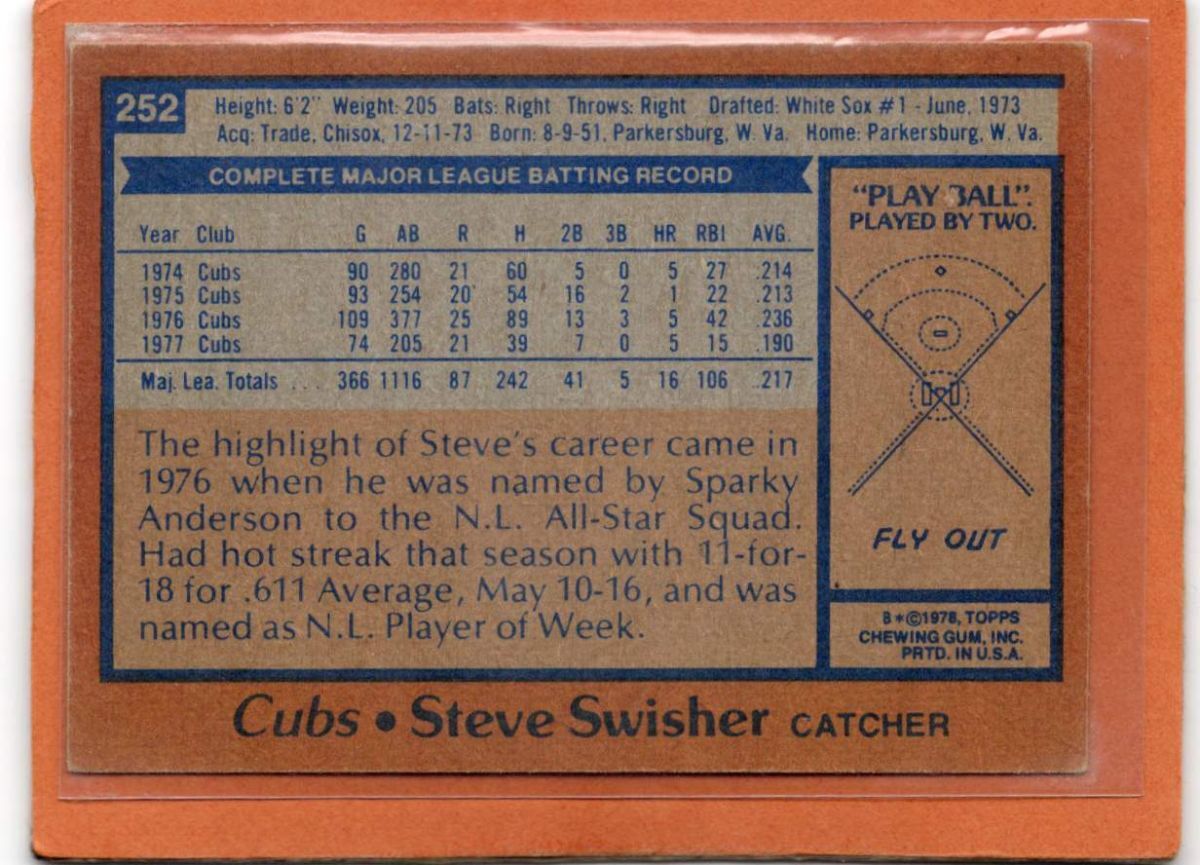 252
Height: 6'2" Weight: 205 Bats: Right Throws: Right Drafted: White Sox #1 - June, 1973
Acq: Trade, Chisox, 12-11-73 Born: 8-9-51, Parkersburg, W. Va. Home: Parkersburg, W. Va.
COMPLETE MAJOR LEAGUE BATTING RECORD
Year Club G AB R H 2B 3B HR RBI AVG.
1974 Cubs 90 280 21 60 5 0 5 27 .214
1975 Cubs 93 254 20 54 16 2 1 22 .213
1976 Cubs 109 377 25 89 13 3 5 42 .236
1977 Cubs 74 205 21 39 7 0 5 15 .190
Maj. Lea. Totals ... 366 1116 87 242 41 5 16 106 .217
The highlight of Steve's career came in
1976 when he was named by Sparky
Anderson to the N.L. All-Star Squad.
Had hot streak that season with 11-for-
18 for .611 Average, May 10-16, and was
named as N.L. Player of Week.
"PLAY BALL".
PLAYED BY TWO.
FLY OUT
B*©1978, TOPPS
CHEWING GUM, INC.
PRTD. IN U.S.A.
Cubs • Steve Swisher CATCHER